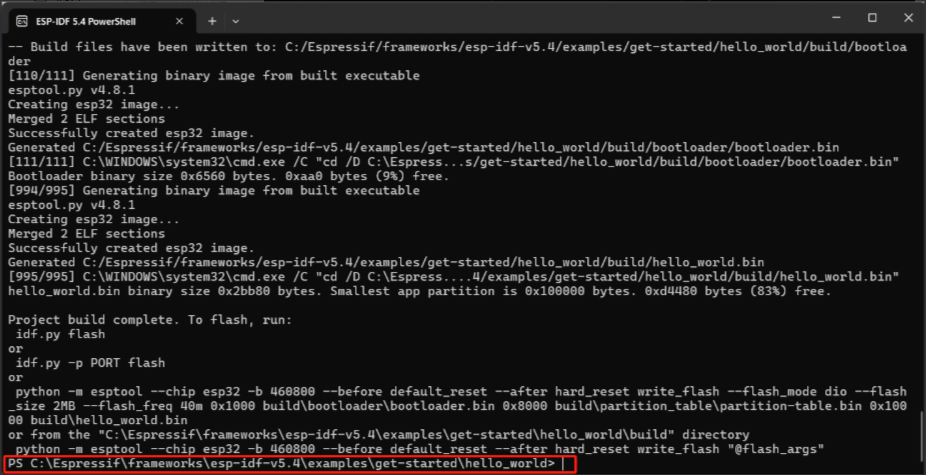 ESP-IDF 5.4 PowerShell
-- Build files have been written to: C:/Espressif/frameworks/esp-idf-v5.4/examples/get-started/hello_world/build/bootloa
der
[110/111] Generating binary image from built executable
esptool.py v4.8.1
Creating esp32 image...
Merged 2 ELF sections
Successfully created esp32 image.
Generated C:/Espressif/frameworks/esp-idf-v5.4/examples/get-started/hello_world/build/bootloader/bootloader.bin
[111/111] C:\WINDOWS\system32\cmd.exe /C "cd /D C:\Espress...s/get-started/hello_world/build/bootloader/bootloader.bin"
Bootloader binary size 0x6560 bytes. 0xaa0 bytes (9%) free.
[994/995] Generating binary image from built executable
esptool.py v4.8.1
Creating esp32 image...
Merged 2 ELF sections
Successfully created esp32 image.
Generated C:/Espressif/frameworks/esp-idf-v5.4/examples/get-started/hello_world/build/hello_world.bin
[995/995] C:\WINDOWS\system32\cmd.exe /C "cd /D C:\Espress....4/examples/get-started/hello_world/build/hello_world.bin"
hello_world.bin binary size 0x2bb80 bytes. Smallest app partition is 0x100000 bytes. 0xd4480 bytes (83%) free.
Project build complete. To flash, run:
idf.py flash
or
idf.py -p PORT flash
or
python -m esptool --chip esp32 -b 460800 --before default_reset --after hard_reset write_flash --flash_mode dio --flash
_size 2MB --flash_freq 40m 0x1000 build\bootloader\bootloader.bin 0x8000 build\partition_table\partition-table.bin 0x100
00 build\hello_world.bin
or from the "C:\Espressif\frameworks\esp-idf-v5.4\examples\get-started\hello_world\build" directory
python -m esptool --chip esp32 -b 460800 --before default_reset --after hard_reset write_flash "@flash_args"
PS C:\Espressif\frameworks\esp-idf-v5.4\examples\get-started\hello_world>